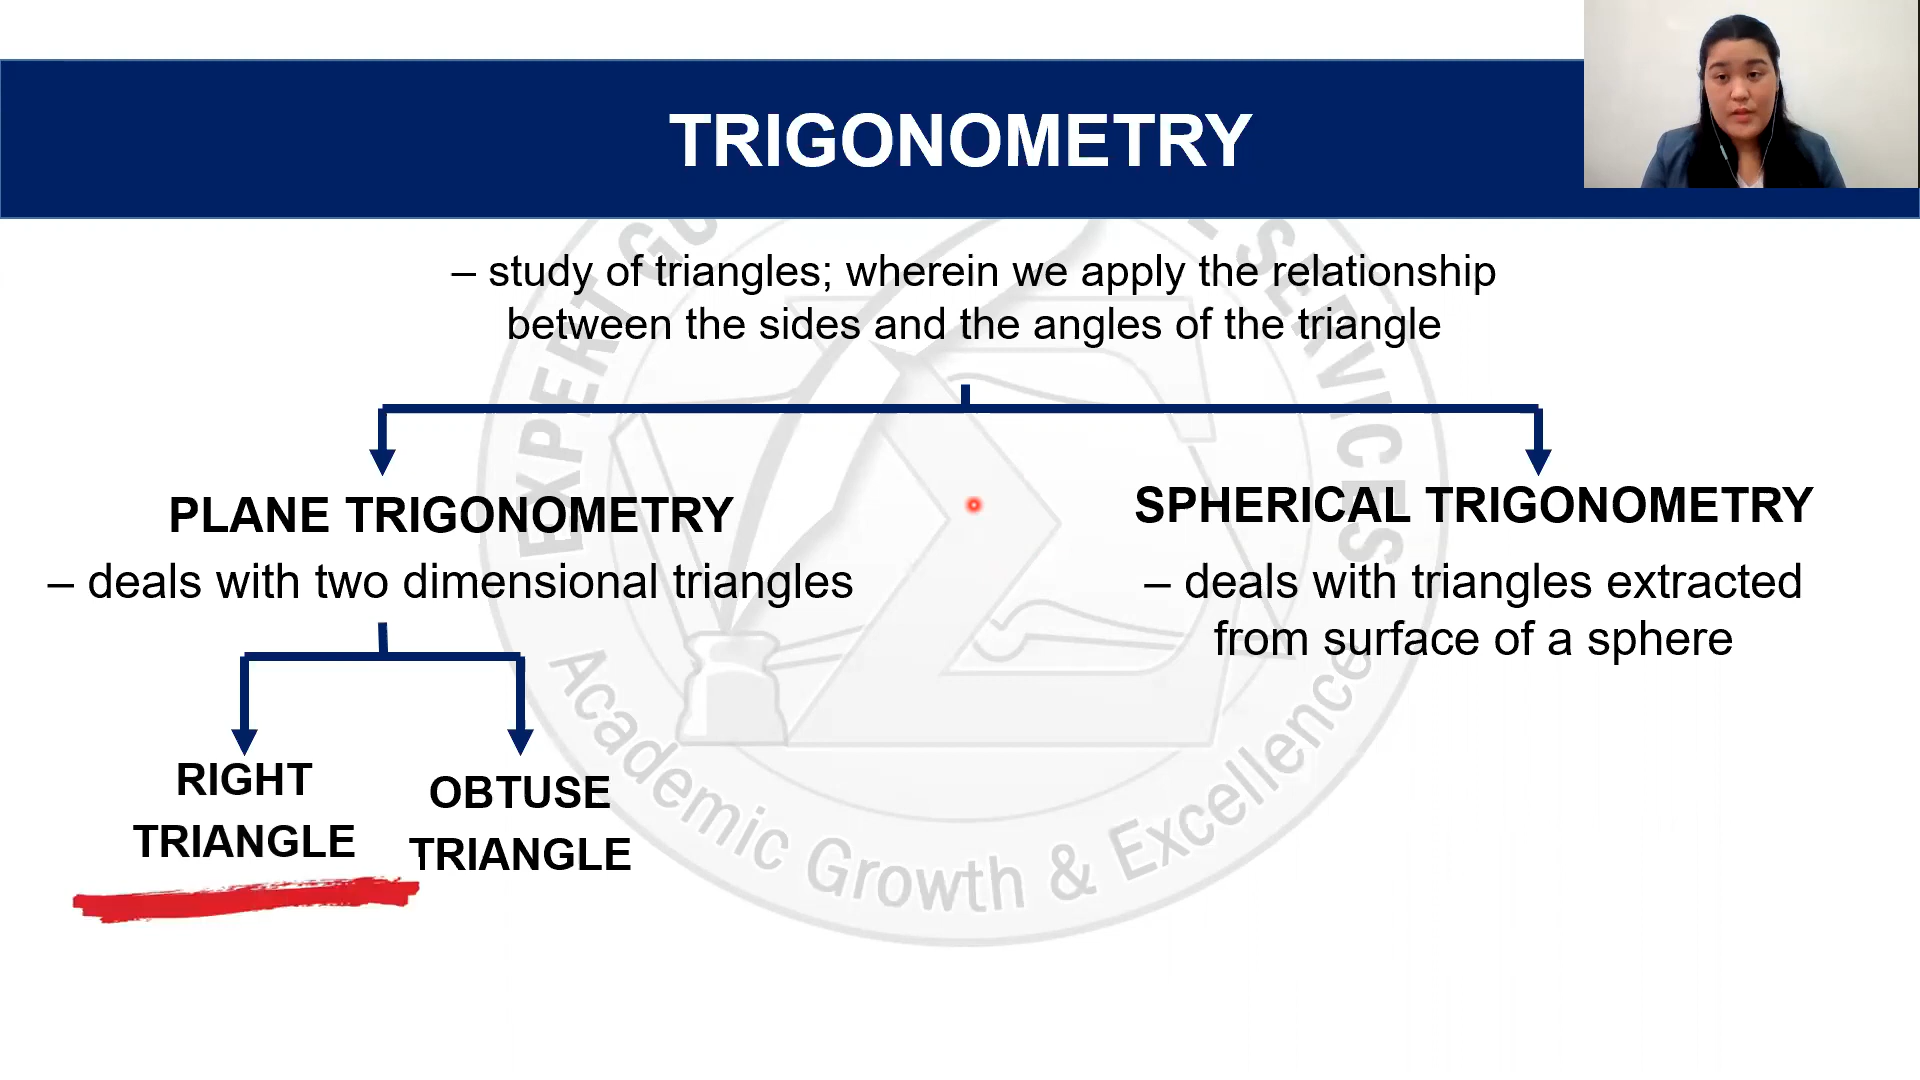 TRIGONOMETRY
– study of triangles; wherein we apply the relationship
between the sides and the angles of the triangle
PLANE TRIGONOMETRY
– deals with two dimensional triangles
SPHERICAL TRIGONOMETRY
– deals with triangles extracted
from surface of a sphere
RIGHT
TRIANGLE
OBTUSE
TRIANGLE
EXPERT
SERVICES
Academic Growth & Excellence